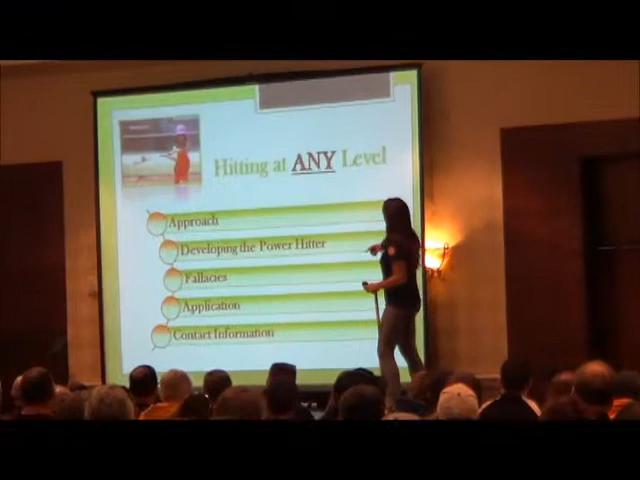 Hitting at ANY Level
Approach
Developing the Power Hitter
Fallacies
Application
Contact Information